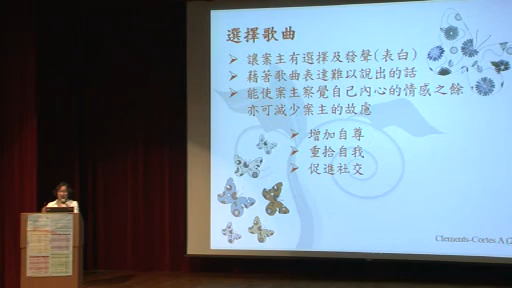 選擇歌曲
讓案主有選擇及發聲(表白)
藉著歌曲表達難以說出的話
能使案主察覺自己內心的情感之餘，
亦可減少案主的故慮
增加自尊
重拾自我
促進社交
Clements-Cortes A (2